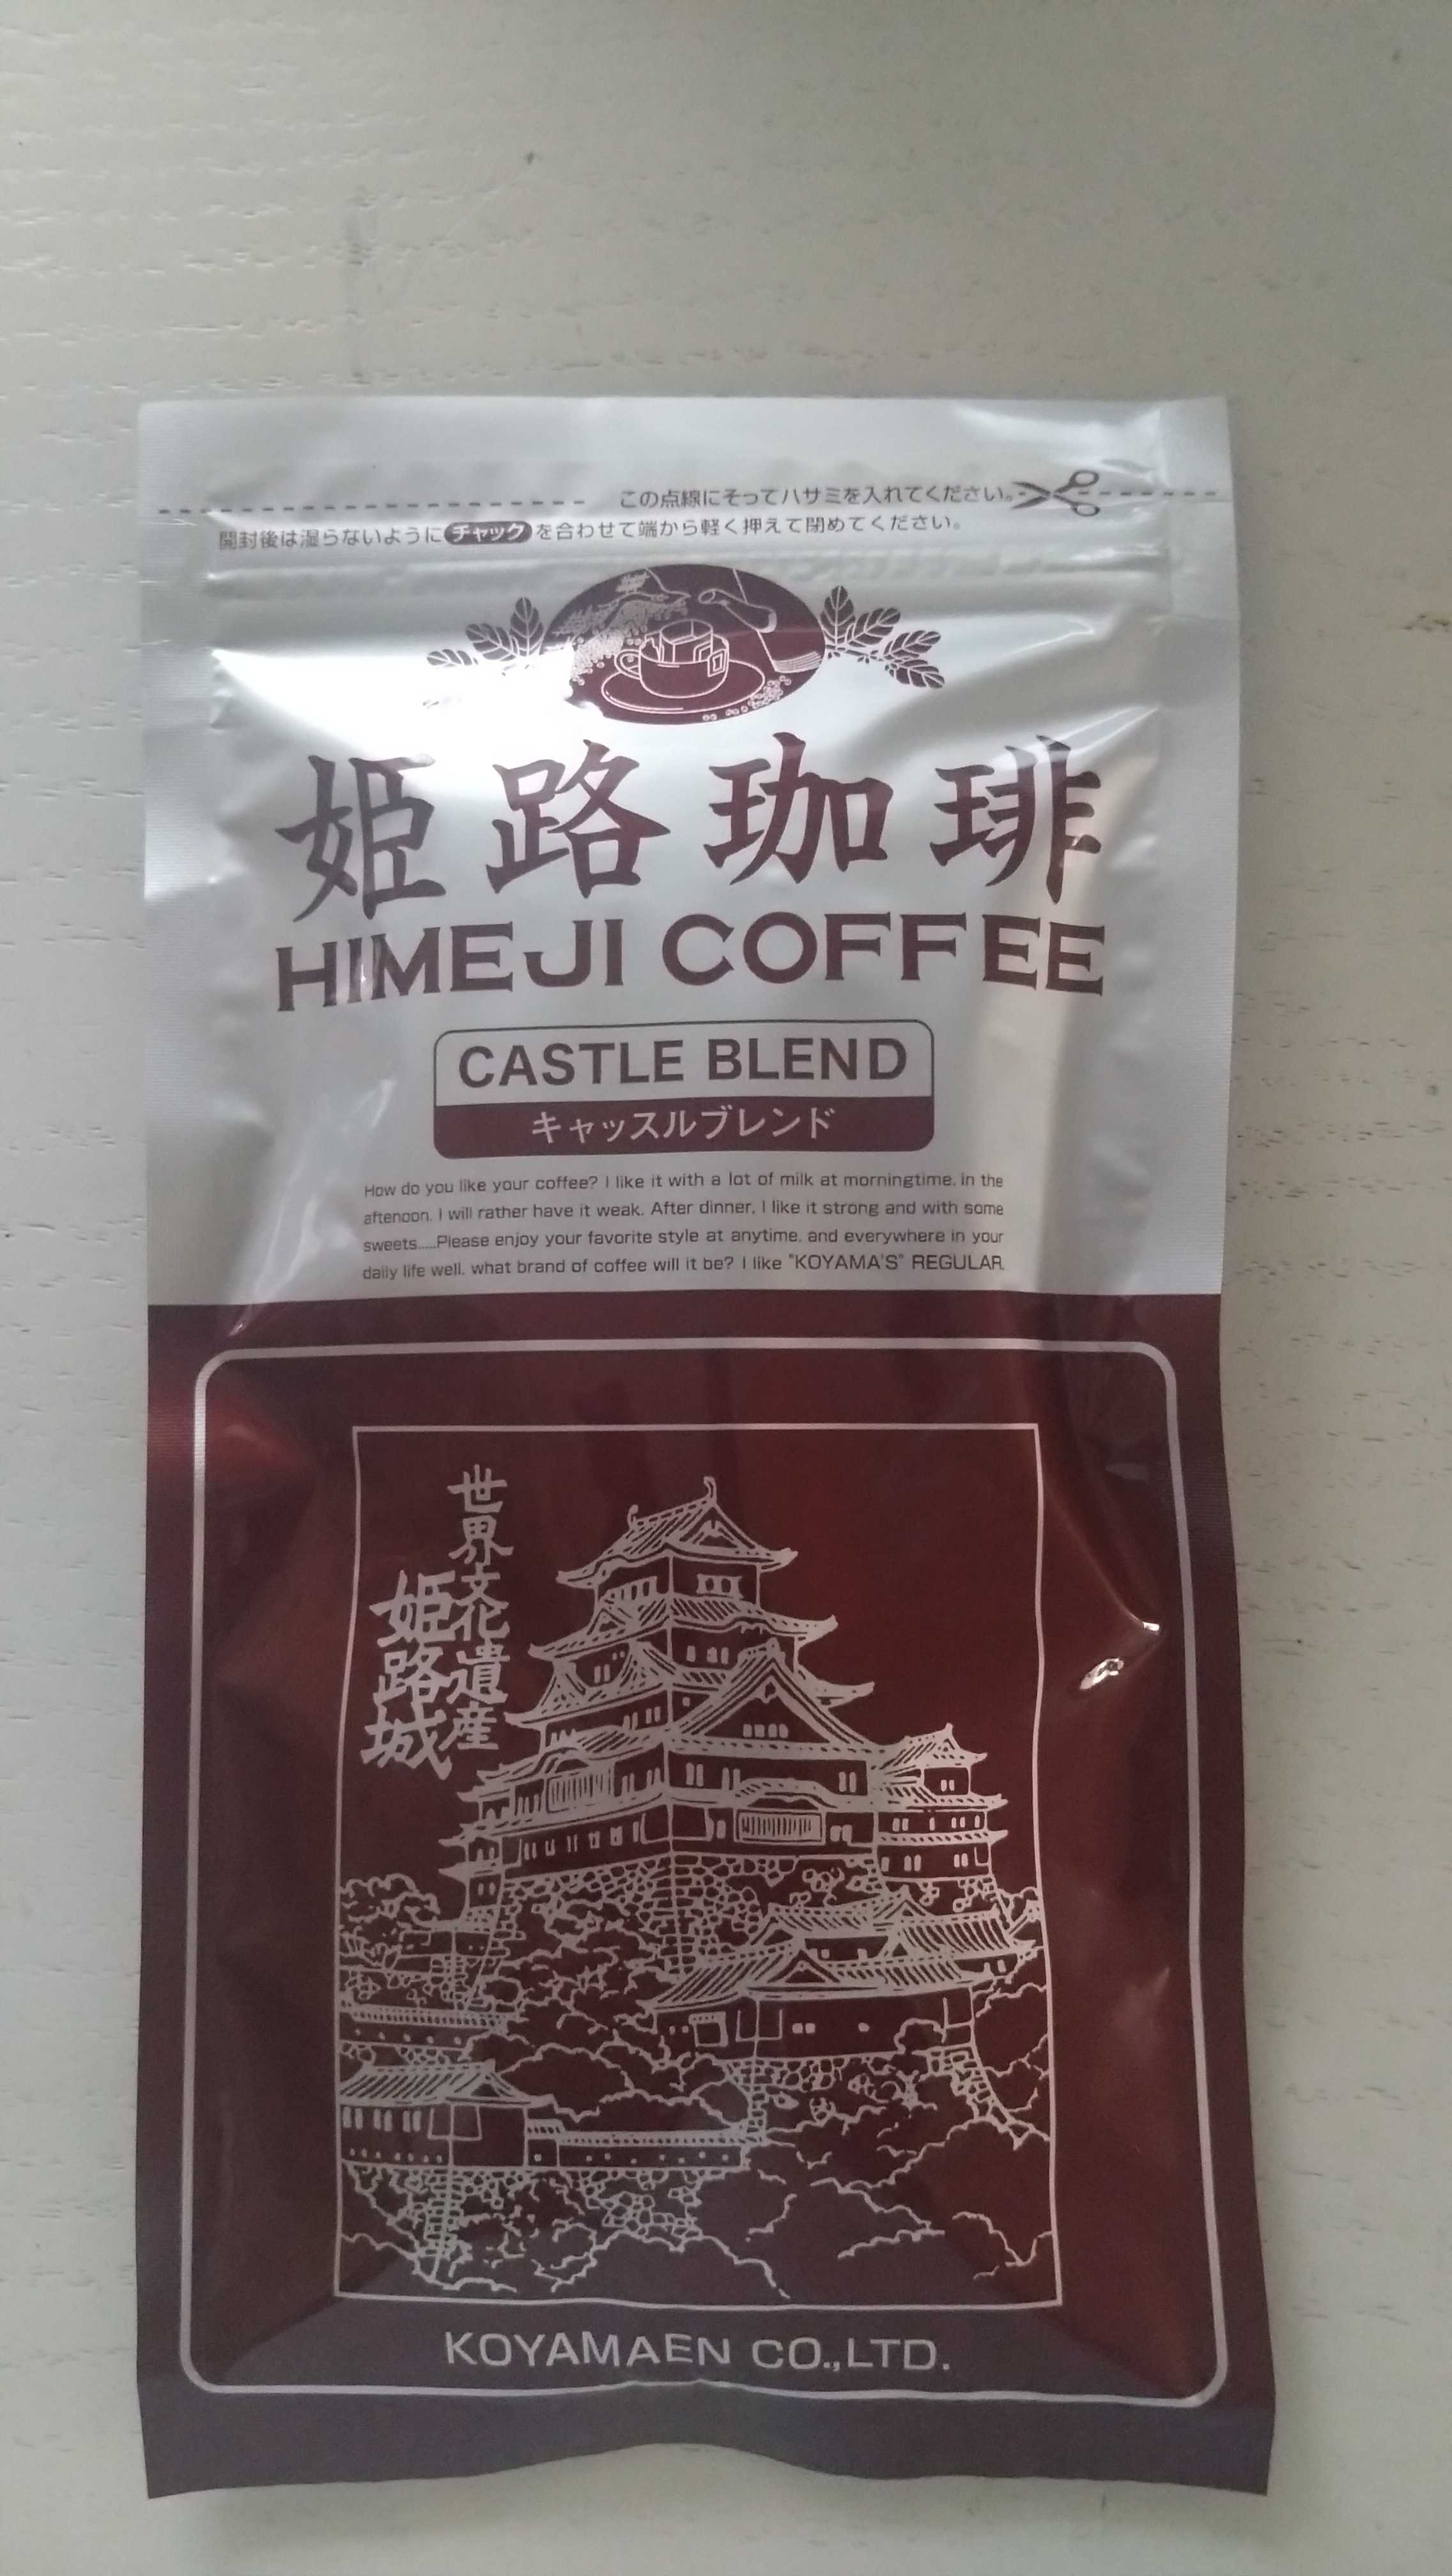 この点線にそってハサミを入れてください。
開封後は湿らないようにチャックを合わせて端から軽く押えて閉めてください。
姫路珈琲
HIMEJI COFFEE
CASTLE BLEND
キャッスルブレンド
How do you like your coffee? I like it with a lot of milk at morningtime. in the
aftenoon. I will rather have it weak. After dinner, I like it strong and with some
sweets.....Please enjoy your favorite style at anytime. and everywhere in your
daily life well. what brand of coffee will it be? I like "KOYAMA'S" REGULAR.
世界文化遺産
姫路城
KOYAMAEN CO.,LTD.